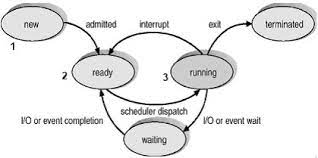 new
admitted
interrupt
exit
terminated
1
2
ready
3
running
scheduler dispatch
I/O or event completion
I/O or event wait
waiting